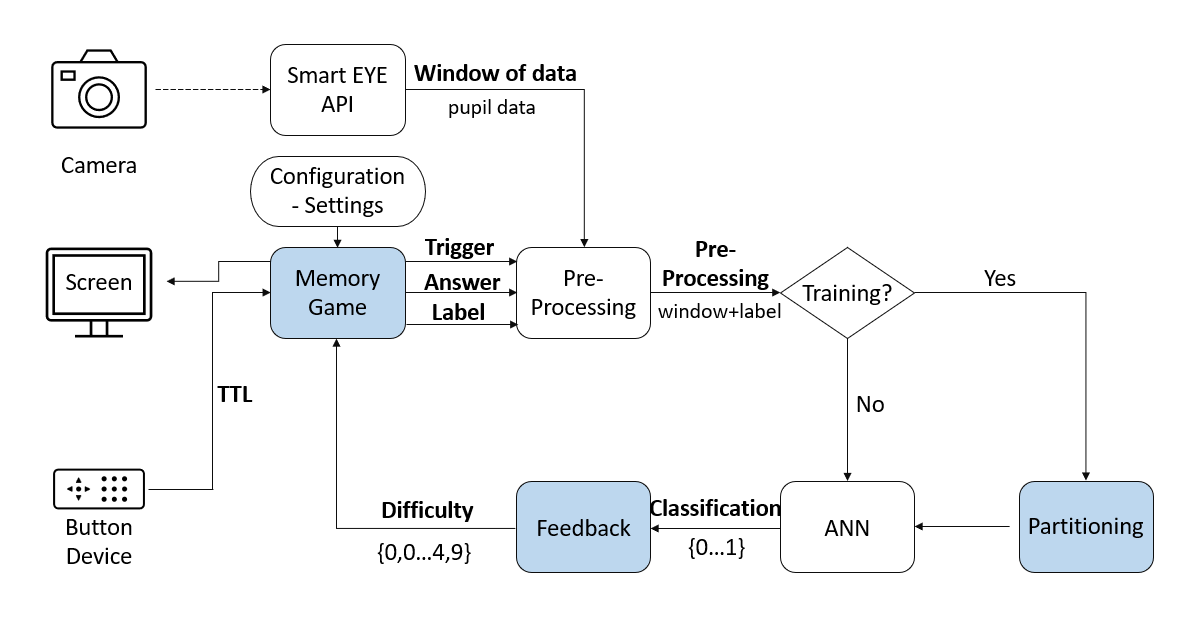 Smart EYE
API
Window of data
pupil data
Camera
Configuration
- Settings
Screen
Memory
Game
Trigger
Answer
Label
Pre-
Processing
Pre-
Processing
window+label
Training?
Yes
No
TTL
Button
Device
Difficulty
{0,0...4,9}
Feedback
Classification
{0...1}
ANN
Partitioning